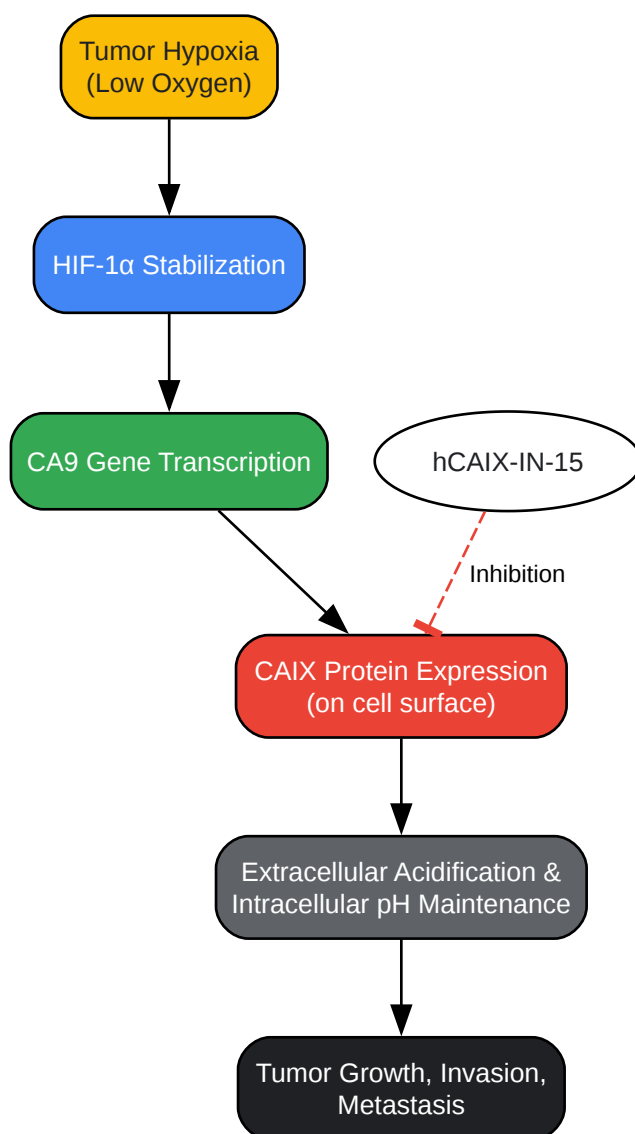 Tumor Hypoxia
(Low Oxygen)
HIF-1α Stabilization
CA9 Gene Transcription
hCAIX-IN-15
Inhibition
CAIX Protein Expression
(on cell surface)
Extracellular Acidification &
Intracellular pH Maintenance
Tumor Growth, Invasion,
Metastasis